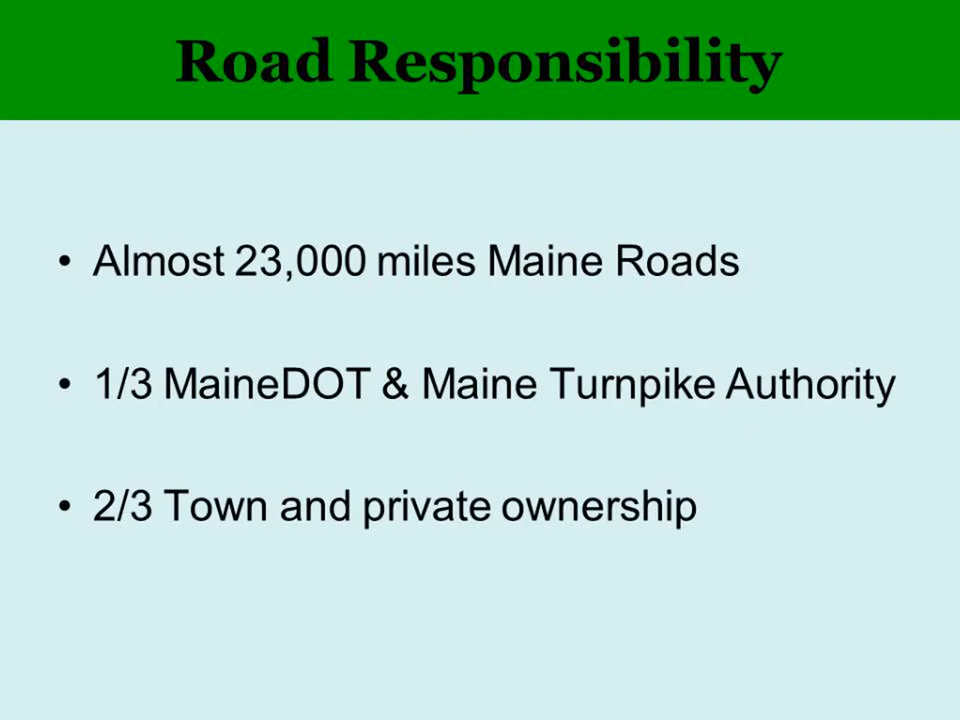 Road Responsibility
• Almost 23,000 miles Maine Roads
• 1/3 MaineDOT & Maine Turnpike Authority
• 2/3 Town and private ownership